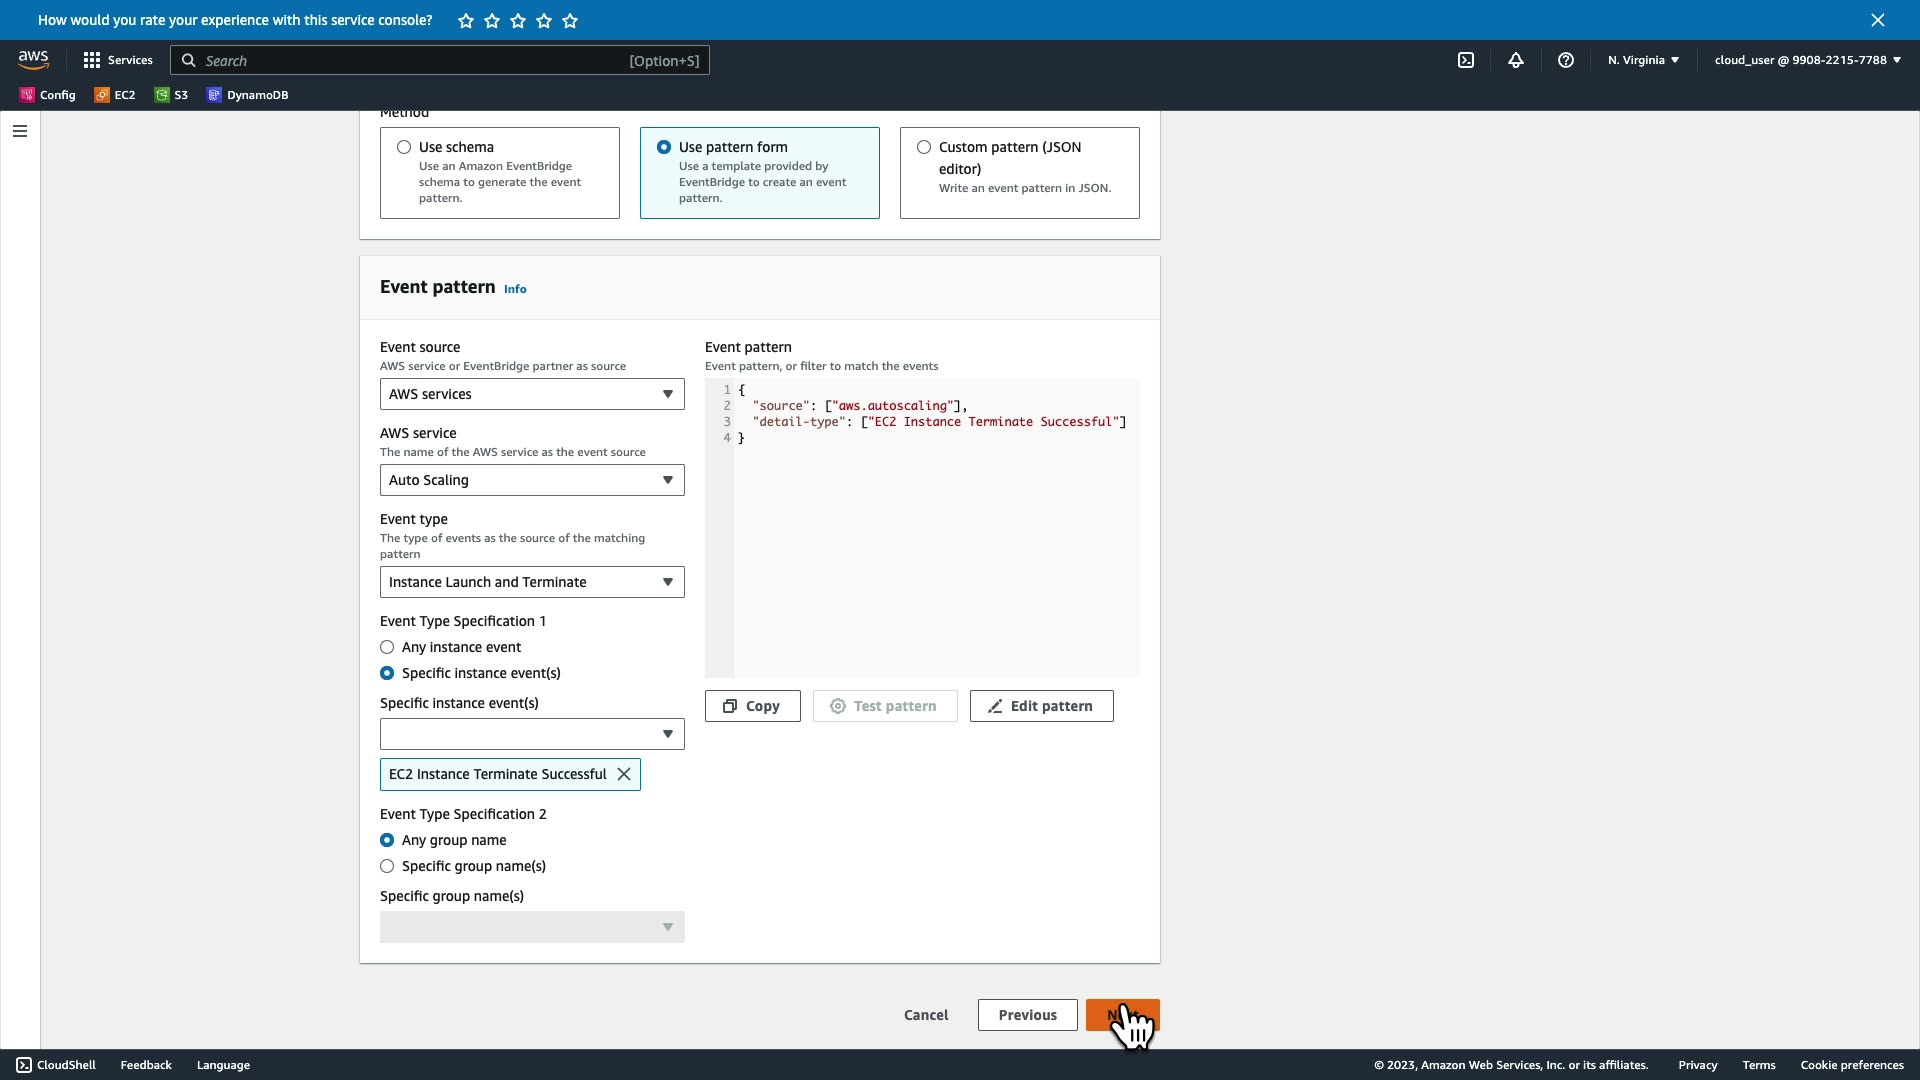 How would you rate your experience with this service console?
aws
Services
Search
[Option+S]
N. Virginia
cloud_user @ 9908-2215-7788
Config
EC2
S3
DynamoDB
Method
Use schema
Use an Amazon EventBridge
schema to generate the event
pattern.
Use pattern form
Use a template provided by
EventBridge to create an event
pattern.
Custom pattern (JSON
editor)
Write an event pattern in JSON.
Event pattern Info
Event source
AWS service or EventBridge partner as source
AWS services
AWS service
The name of the AWS service as the event source
Auto Scaling
Event type
The type of events as the source of the matching
pattern
Instance Launch and Terminate
Event Type Specification 1
Any instance event
Specific instance event(s)
Specific instance event(s)
EC2 Instance Terminate Successful
Event Type Specification 2
Any group name
Specific group name(s)
Specific group name(s)
Event pattern
Event pattern, or filter to match the events
1 {
2 "source": ["aws.autoscaling"],
3 "detail-type": ["EC2 Instance Terminate Successful"]
4 }
Copy
Test pattern
Edit pattern
Cancel
Previous
CloudShell
Feedback
Language
© 2023, Amazon Web Services, Inc. or its affiliates.
Privacy
Terms
Cookie preferences